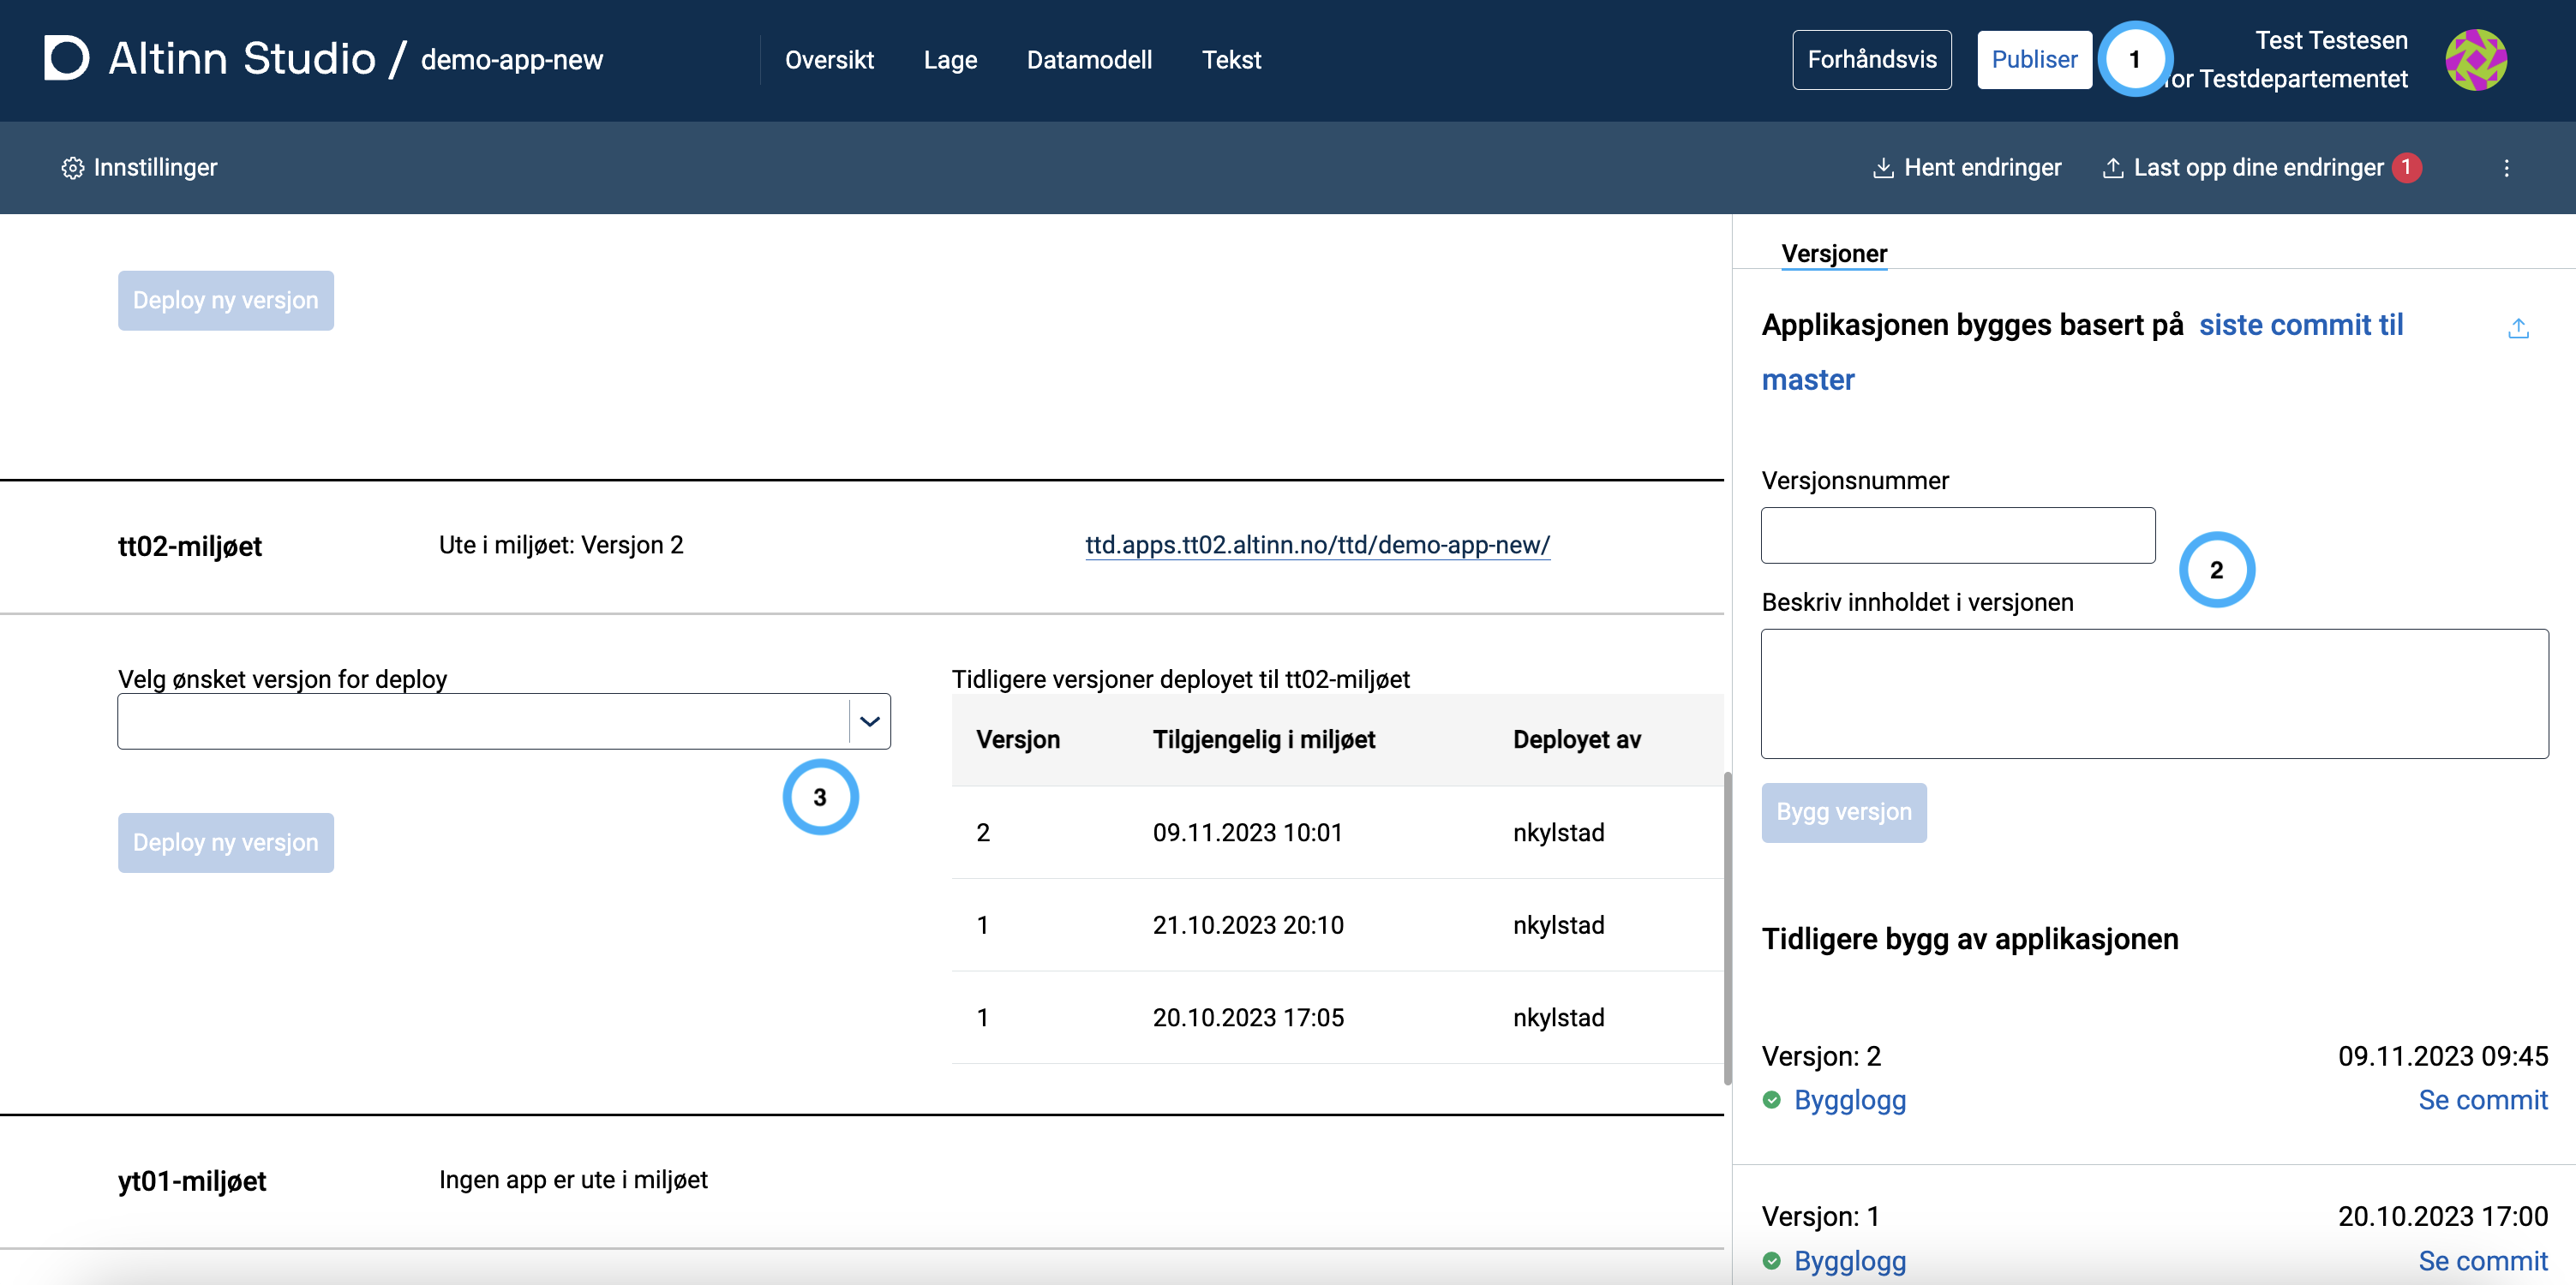 Altinn Studio / demo-app-new
Oversikt Lage Datamodell Tekst
Forhåndsvis Publiser 1
Test Testesen
for Testdepartementet
Innstillinger
Hent endringer Last opp dine endringer 1
Deploy ny versjon
tt02-miljøet Ute i miljøet: Versjon 2 ttd.apps.tt02.altinn.no/ttd/demo-app-new/
Velg ønsket versjon for deploy
3
Deploy ny versjon
Tidligere versjoner deployet til tt02-miljøet
Versjon Tilgjengelig i miljøet Deployet av
2 09.11.2023 10:01 nkylstad
1 21.10.2023 20:10 nkylstad
1 20.10.2023 17:05 nkylstad
yt01-miljøet Ingen app er ute i miljøet
Versjoner
Applikasjonen bygges basert på siste commit til
master
Versjonsnummer
2
Beskriv innholdet i versjonen
Bygg versjon
Tidligere bygg av applikasjonen
Versjon: 2 09.11.2023 09:45
Bygglogg Se commit
Versjon: 1 20.10.2023 17:00
Bygglogg Se commit